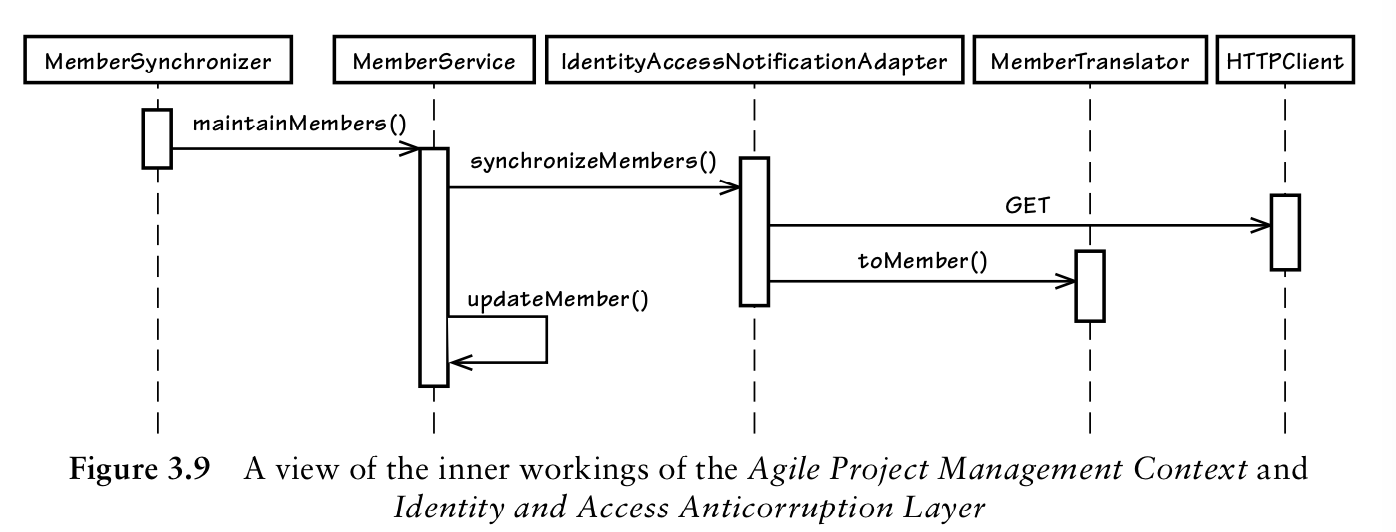 MemberSynchronizer
MemberService
IdentityAccessNotificationAdapter
MemberTranslator
HTTPClient
maintainMembers()
synchronizeMembers()
GET
toMember()
updateMember()
Figure 3.9 A view of the inner workings of the Agile Project Management Context and
Identity and Access Anticorruption Layer